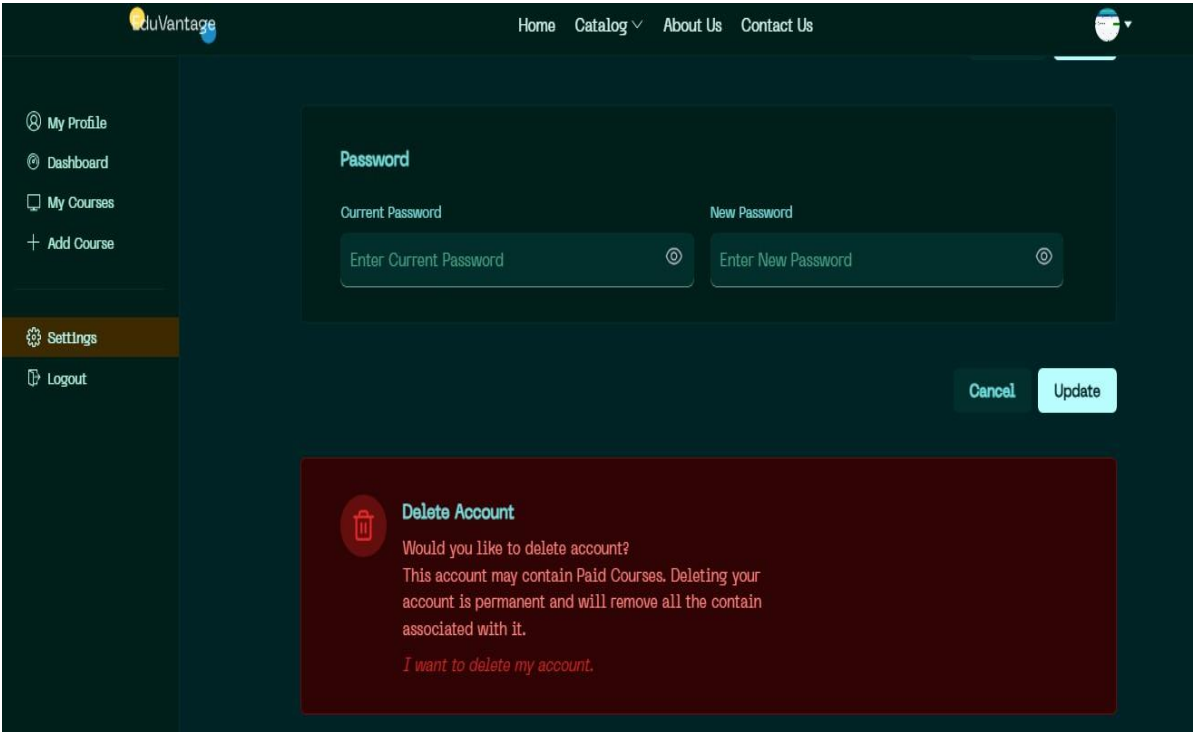 EduVantage
Home Catalog About Us Contact Us
My Profile
Dashboard
My Courses
Add Course
Settings
Logout
Password
Current Password
New Password
Enter Current Password
Enter New Password
Cancel
Update
Delete Account
Would you like to delete account?
This account may contain Paid Courses. Deleting your
account is permanent and will remove all the contain
associated with it.
I want to delete my account.